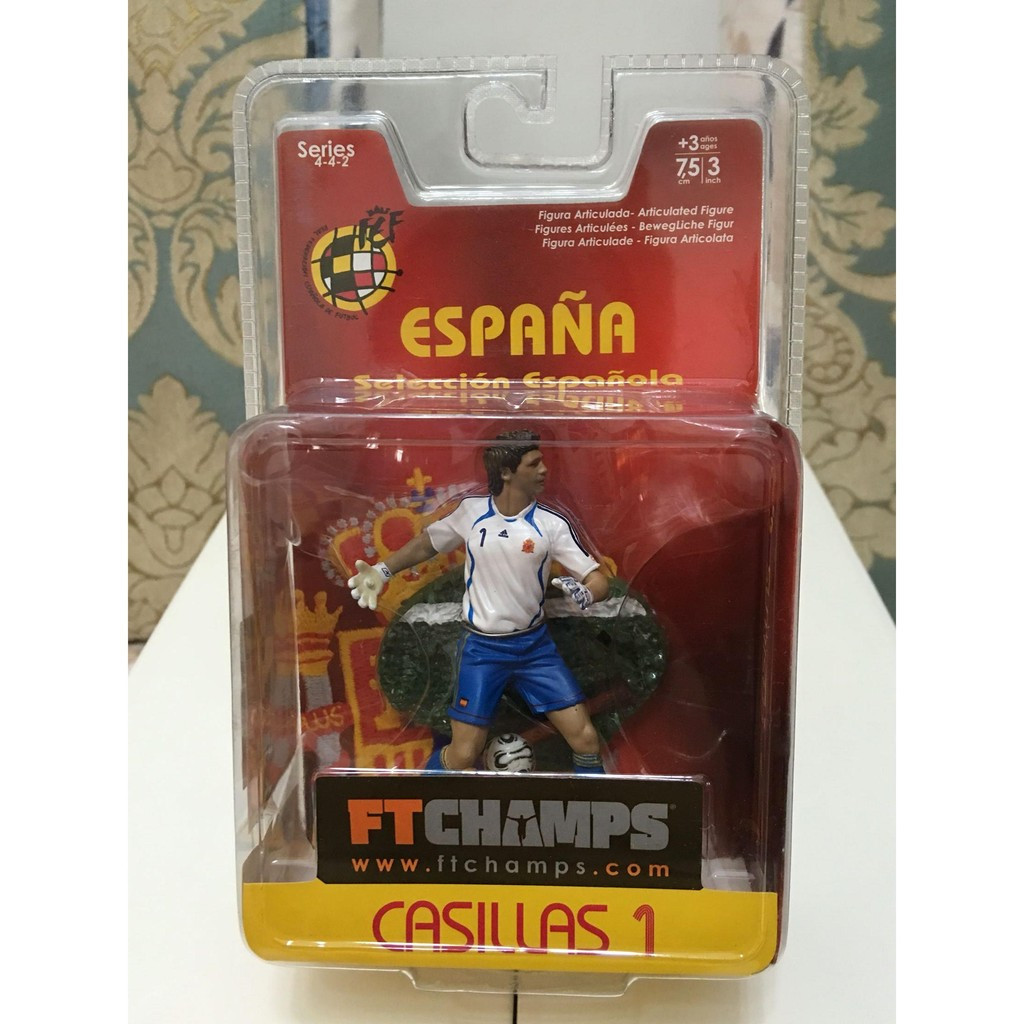 Series
4-4-2
+3 años
ages
7,5 cm
3 inch
Figura Articulada- Articulated Figure
Figures Articulées - BewegLiche Figur
Figura Articulade - Figura Articolata
RFCF
ESPAÑA
Selección Española
1
FTCHAMPS®
www.ftchamps.com
CASILLAS 1